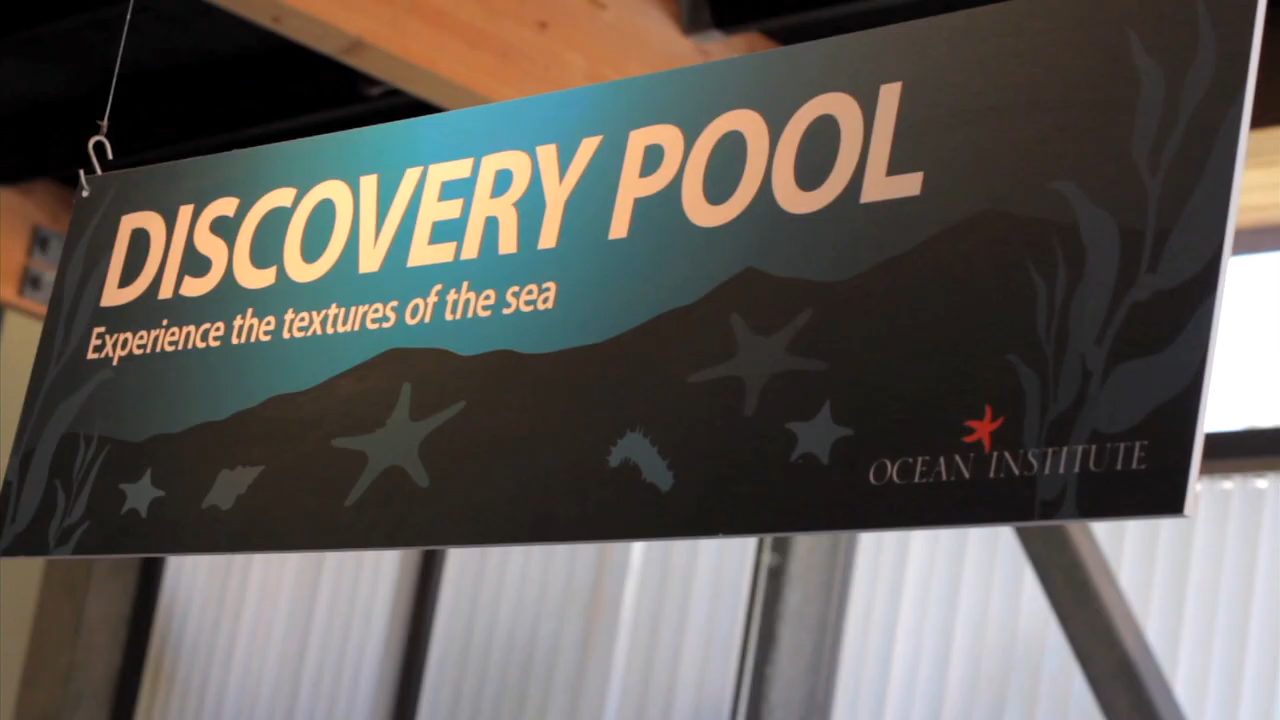 DISCOVERY POOL
Experience the textures of the sea
OCEAN INSTITUTE